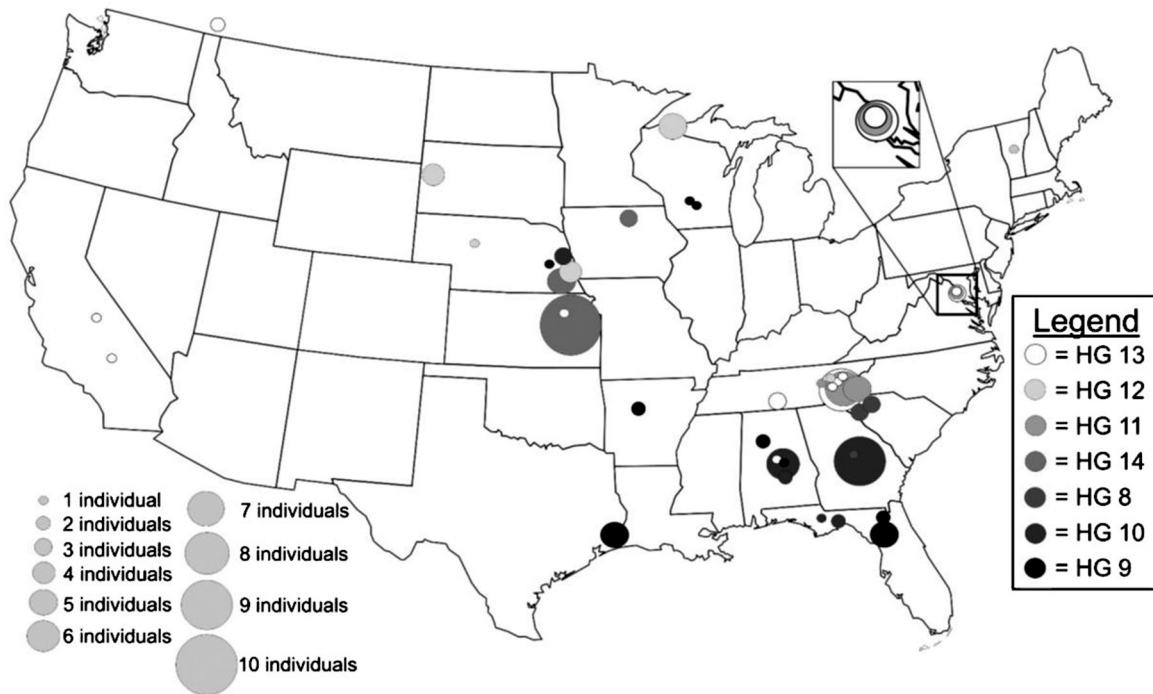 Legend
= HG 13
= HG 12
= HG 11
= HG 14
= HG 8
= HG 10
= HG 9
1 individual
2 individuals
3 individuals
4 individuals
5 individuals
6 individuals
7 individuals
8 individuals
9 individuals
10 individuals